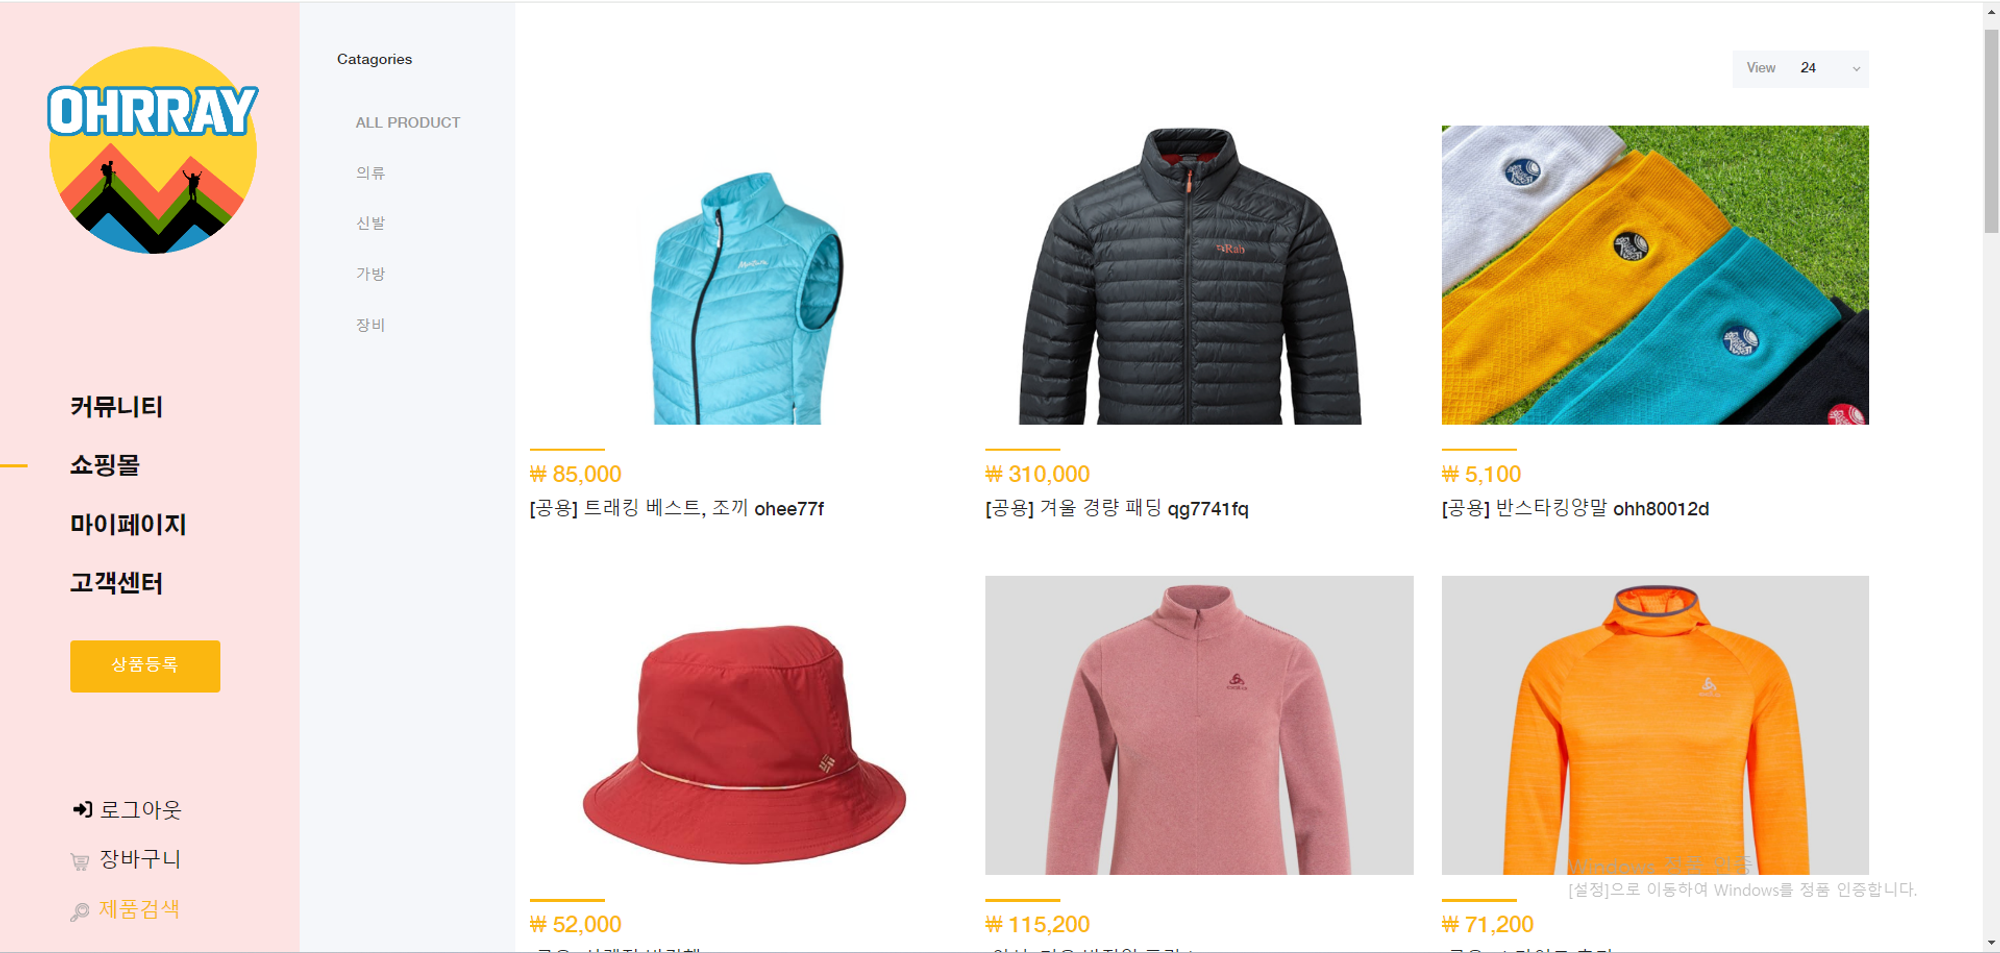 OHRRAY
커뮤니티
쇼핑몰
마이페이지
고객센터
상품등록
로그아웃
장바구니
제품검색
Catagories
ALL PRODUCT
의류
신발
가방
장비
View 24
Rab
₩ 85,000
[공용] 트래킹 베스트, 조끼 ohee77f
₩ 310,000
[공용] 겨울 경량 패딩 qg7741fq
₩ 5,100
[공용] 반스타킹양말 ohh80012d
₩ 52,000
₩ 115,200
₩ 71,200
Windows 정품 인증
[설정]으로 이동하여 Windows를 정품 인증합니다.